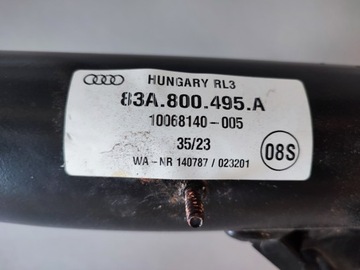 HUNGARY RL3
83A.800.495.A
10068140-005
35/23
08S
WA-NR 140787 / 023201